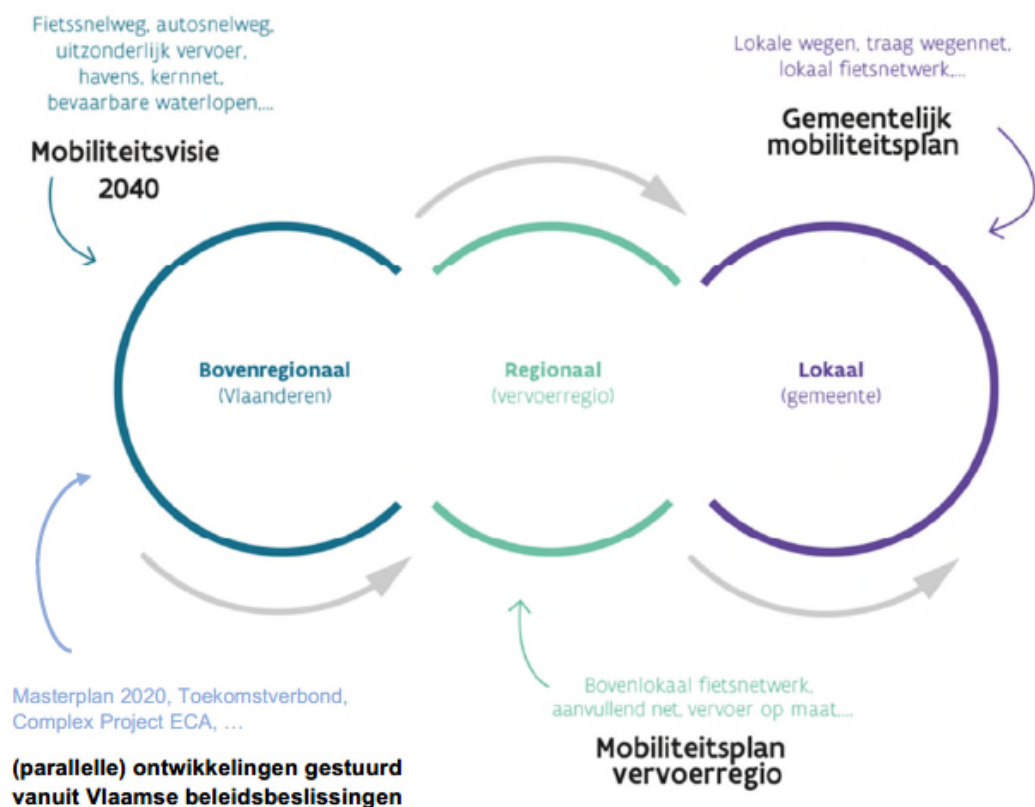 Fietssnelweg, autosnelweg,
uitzonderlijk vervoer,
havens, kernnet,
bevaarbare waterlopen,...
Mobiliteitsvisie
2040
Lokale wegen, traag wegennet,
lokaal fietsnetwerk,...
Gemeentelijk
mobiliteitsplan
Bovenregionaal
(Vlaanderen)
Regionaal
(vervoerregio)
Lokaal
(gemeente)
Masterplan 2020, Toekomstverbond,
Complex Project ECA, ...
(parallelle) ontwikkelingen gestuurd
vanuit Vlaamse beleidsbeslissingen
Bovenlokaal fietsnetwerk,
aanvullend net, vervoer op maat,...
Mobiliteitsplan
vervoerregio